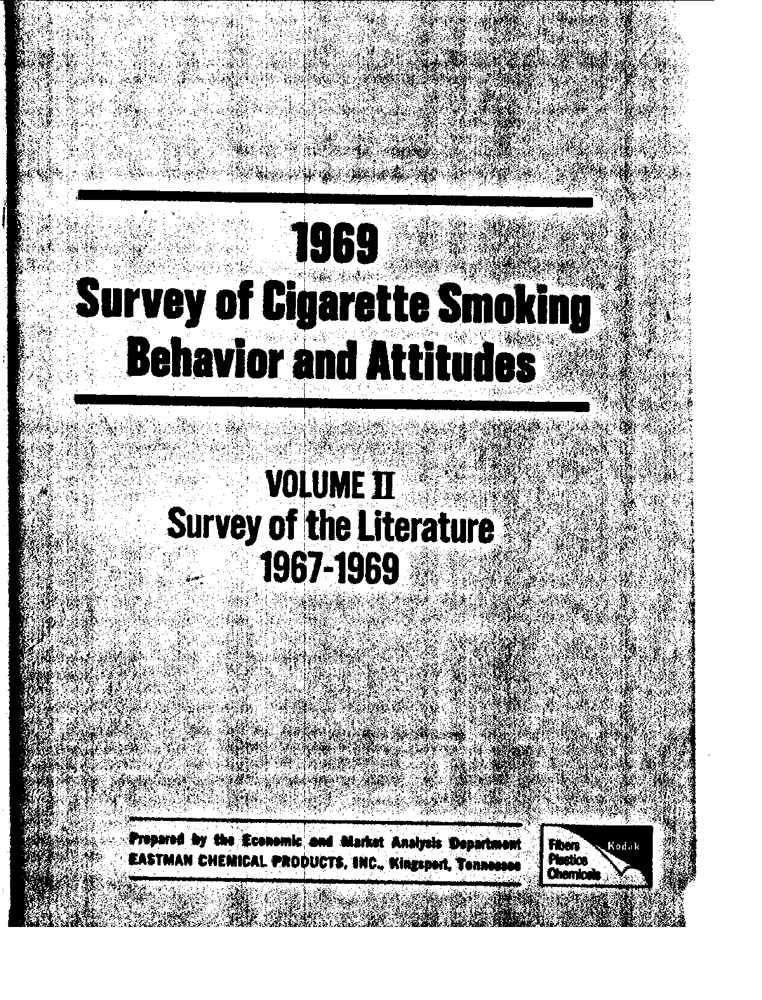 1969
Survey of Cigarette Smoking
Behavior and Attitudes
VOLUME II
Survey of the Literature
1967-1969
Prepared by the Economic and Market Analysis Department
EASTMAN CHEMICAL PRODUCTS, INC., Kingsport, Tennessee
Fibers
Plastics
Chemicals
Kodak